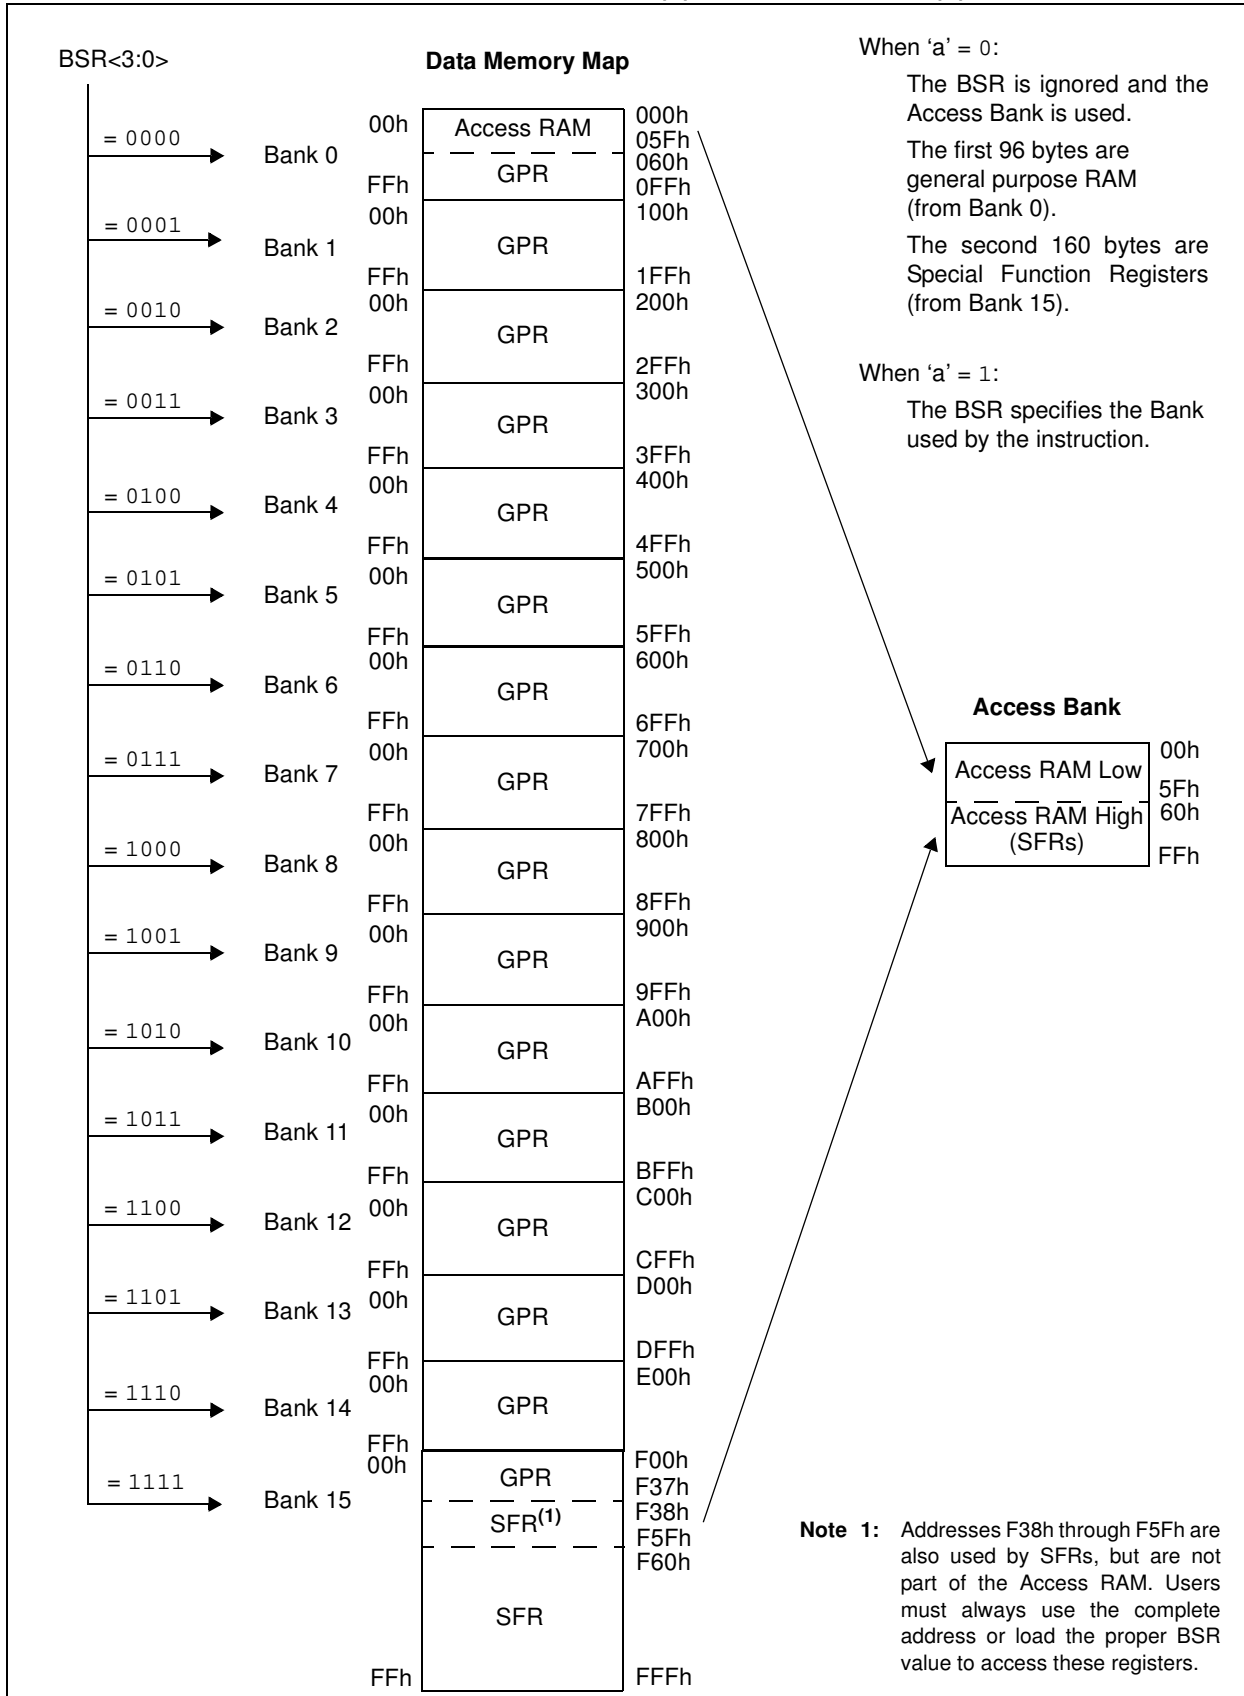 BSR<3:0>
Data Memory Map
When ‘a’ = 0:
The BSR is ignored and the
Access Bank is used.
The first 96 bytes are
general purpose RAM
(from Bank 0).
The second 160 bytes are
Special Function Registers
(from Bank 15).
When ‘a’ = 1:
The BSR specifies the Bank
used by the instruction.
= 0000
Bank 0
00h
FFh
Access RAM
GPR
000h
05Fh
060h
0FFh
= 0001
Bank 1
00h
FFh
GPR
100h
1FFh
= 0010
Bank 2
00h
FFh
GPR
200h
2FFh
= 0011
Bank 3
00h
FFh
GPR
300h
3FFh
= 0100
Bank 4
00h
FFh
GPR
400h
4FFh
= 0101
Bank 5
00h
FFh
GPR
500h
5FFh
= 0110
Bank 6
00h
FFh
GPR
600h
6FFh
= 0111
Bank 7
00h
FFh
GPR
700h
7FFh
= 1000
Bank 8
00h
FFh
GPR
800h
8FFh
= 1001
Bank 9
00h
FFh
GPR
900h
9FFh
= 1010
Bank 10
00h
FFh
GPR
A00h
AFFh
= 1011
Bank 11
00h
FFh
GPR
B00h
BFFh
= 1100
Bank 12
00h
FFh
GPR
C00h
CFFh
= 1101
Bank 13
00h
FFh
GPR
D00h
DFFh
= 1110
Bank 14
00h
FFh
GPR
E00h
= 1111
Bank 15
00h
FFh
GPR
SFR(1)
SFR
F00h
F37h
F38h
F5Fh
F60h
FFFh
Access Bank
Access RAM Low
Access RAM High
(SFRs)
00h
5Fh
60h
FFh
Note 1: Addresses F38h through F5Fh are
also used by SFRs, but are not
part of the Access RAM. Users
must always use the complete
address or load the proper BSR
value to access these registers.